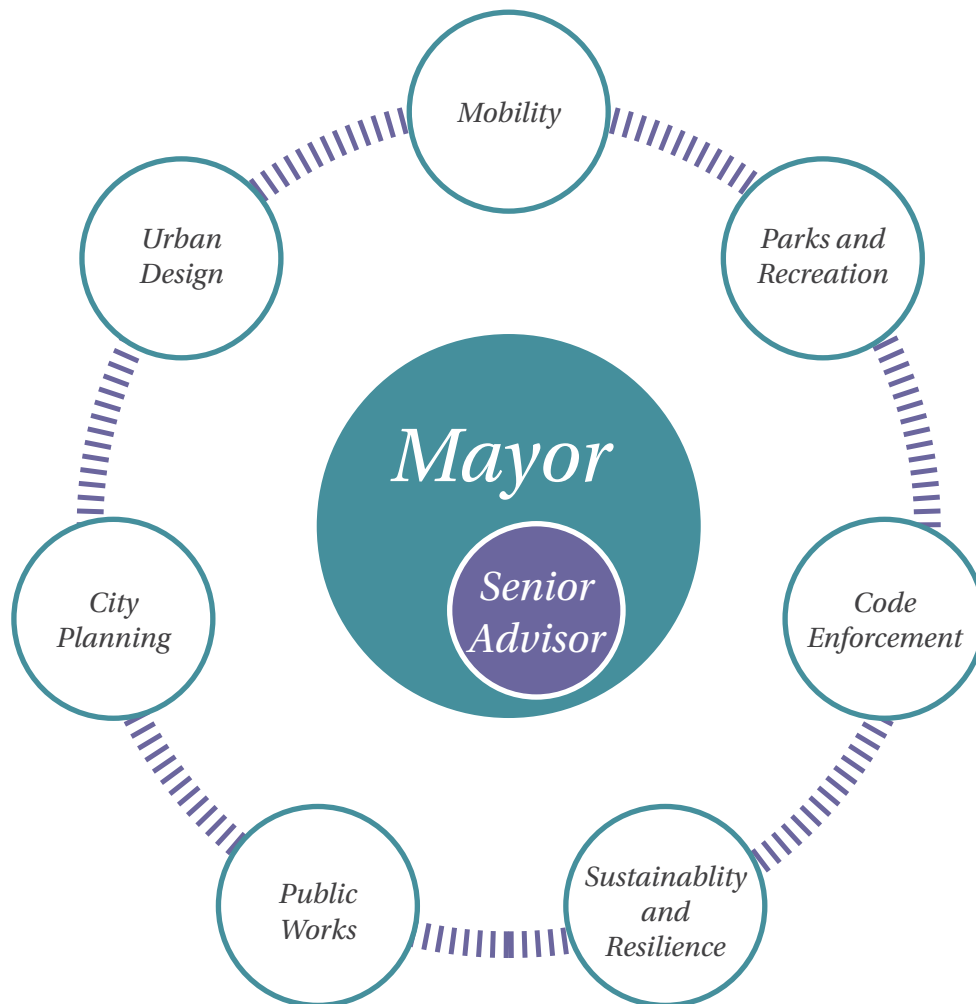 Mobility
Urban
Design
Parks and
Recreation
Mayor
Senior
Advisor
City
Planning
Code
Enforcement
Public
Works
Sustainablity
and
Resilience